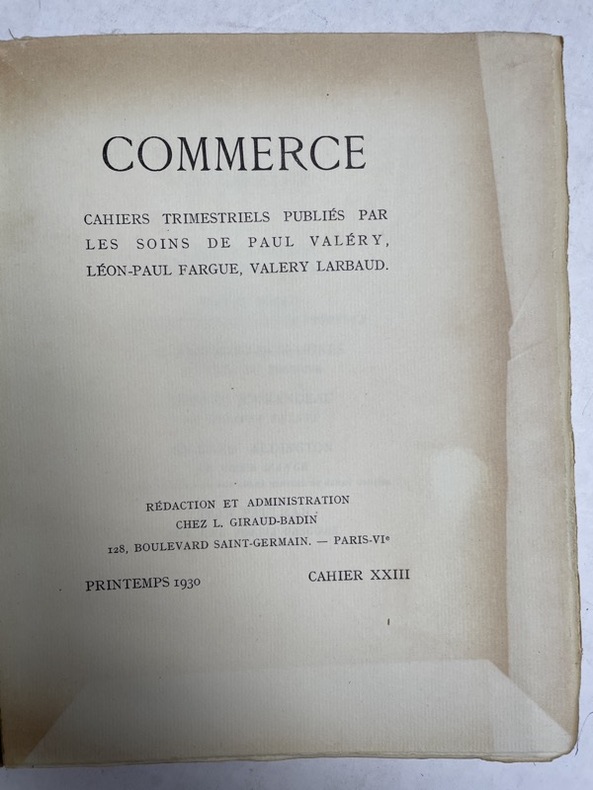 COMMERCE
CAHIERS TRIMESTRIELS PUBLIÉS PAR
LES SOINS DE PAUL VALÉRY,
LÉON-PAUL FARGUE, VALERY LARBAUD.
RÉDACTION ET ADMINISTRATION
CHEZ L. GIRAUD-BADIN
128, BOULEVARD SAINT-GERMAIN. — PARIS-VIᵉ
PRINTEMPS 1930 CAHIER XXIII